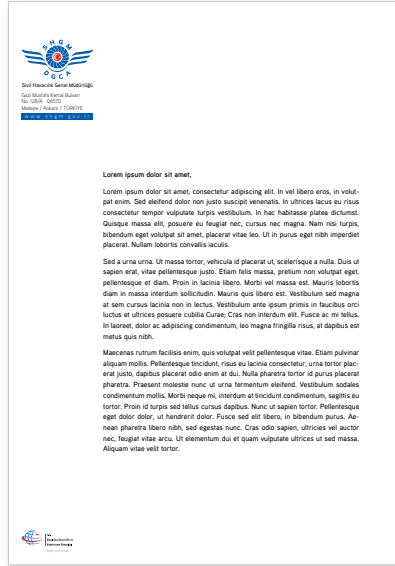 SHGM
DGCA
Sivil Havacılık Genel Müdürlüğü
Gazi Mustafa Kemal Bulvarı
No: 128/A 06570
Maltepe / Ankara / TÜRKİYE
www.shgm.gov.tr
Lorem ipsum dolor sit amet,
Lorem ipsum dolor sit amet, consectetur adipiscing elit. In vel libero eros, in volut-
pat enim. Sed eleifend dolor non justo suscipit venenatis. In ultrices lacus eu risus
consectetur tempor vulputate turpis vestibulum. In hac habitasse platea dictumst.
Quisque massa elit, posuere eu feugiat nec, cursus nec magna. Nam nisi turpis,
bibendum eget volutpat sit amet, placerat vitae leo. Ut in purus eget nibh imperdiet
placerat. Nullam lobortis convallis iaculis.
Sed a urna urna. Ut massa tortor, vehicula id placerat ut, scelerisque a nulla. Duis ut
sapien erat, vitae pellentesque justo. Etiam felis massa, pretium non volutpat eget,
pellentesque et diam. Proin in lacinia libero. Morbi vel massa est. Mauris lobortis
diam in massa interdum sollicitudin. Mauris quis libero est. Vestibulum sed magna
at sem cursus lacinia non in lectus. Vestibulum ante ipsum primis in faucibus orci
luctus et ultrices posuere cubilia Curae; Cras non interdum elit. Fusce ac mi tellus.
In laoreet, dolor ac adipiscing condimentum, leo magna fringilla risus, at dapibus est
metus quis nibh.
Maecenas rutrum facilisis enim, quis volutpat velit pellentesque vitae. Etiam pulvinar
aliquam mollis. Pellentesque tincidunt, risus eu lacinia consectetur, urna tortor plac-
erat justo, dapibus placerat odio enim at dui. Nulla pharetra tortor id purus placerat
pharetra. Praesent molestie nunc ut urna fermentum eleifend. Vestibulum sodales
condimentum mollis. Morbi neque mi, interdum at tincidunt condimentum, sagittis eu
tortor. Proin id turpis sed tellus cursus dapibus. Nunc ut sapien tortor. Pellentesque
eget dolor dolor, ut hendrerit dolor. Fusce sed elit libero, in bibendum purus. Ae-
nean pharetra libero nibh, sed egestas nunc. Cras odio sapien, ultricies vel auctor
nec, feugiat vitae arcu. Ut elementum dui et quam vulputate ultrices ut sed massa.
Aliquam vitae velit tortor.